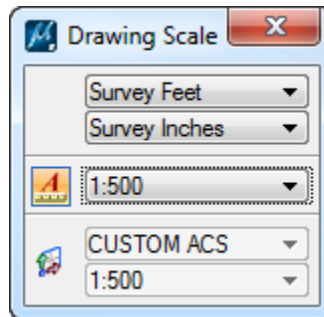 Drawing Scale
Survey Feet
Survey Inches
A 1:500
CUSTOM ACS
1:500